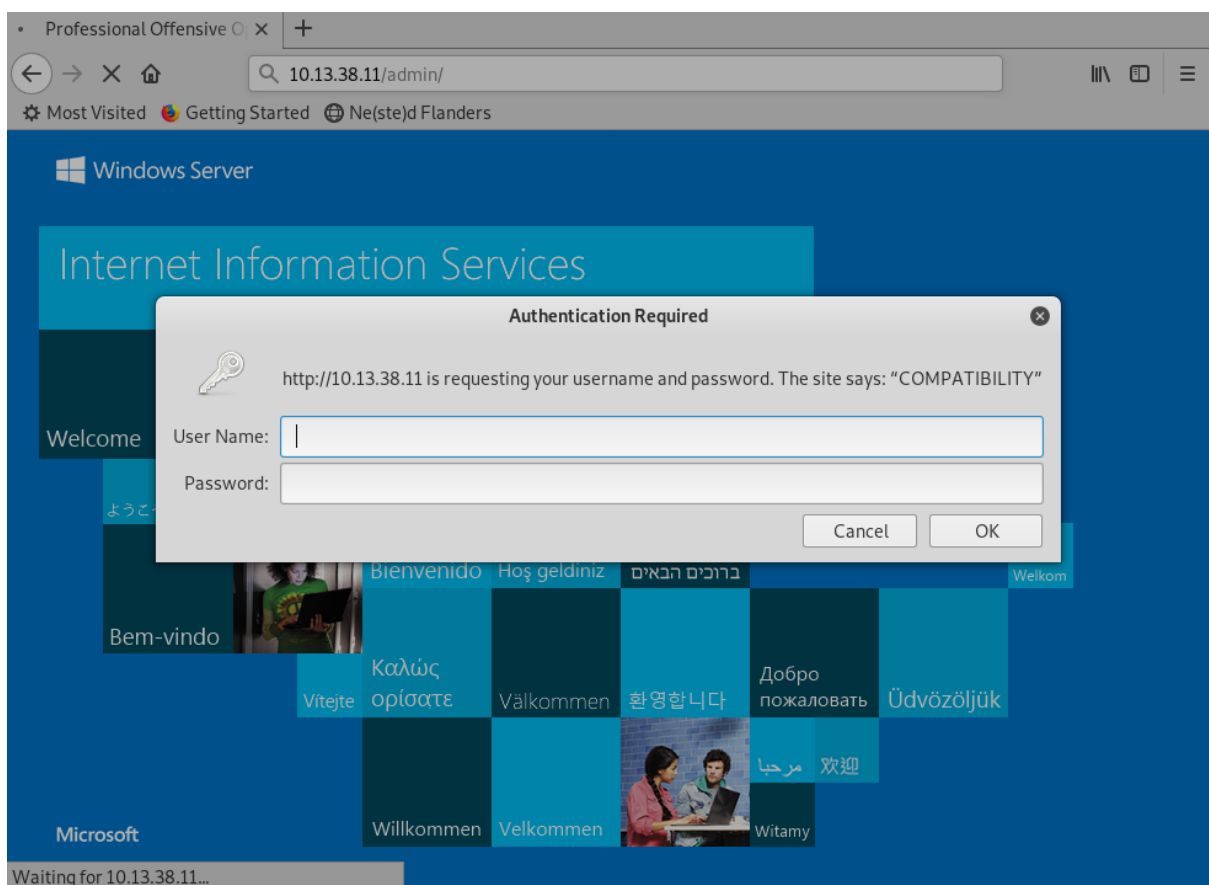 Professional Offensive O
10.13.38.11/admin/
Most Visited Getting Started Ne(ste)d Flanders
Windows Server
Internet Information Services
Authentication Required
http://10.13.38.11 is requesting your username and password. The site says: “COMPATIBILITY”
Welcome
User Name:
Password:
ようこ
Cancel OK
Bienvenido Hoş geldiniz ברוכים הבאים
Welkom
Bem-vindo
Vítejte
Καλώς
ορίσατε
Välkommen
환영합니다
Добро
пожаловать
Üdvözöljük
مرحبا
欢迎
Microsoft
Willkommen Velkommen
Witamy
Waiting for 10.13.38.11...